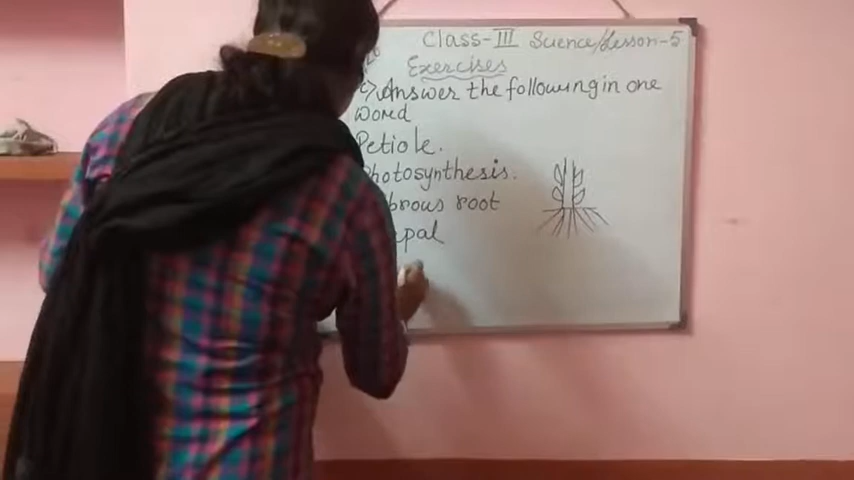 Class-III Science/Lesson-5
Exercises
Answer the following in one
word
Petiole.
Photosynthesis.
root